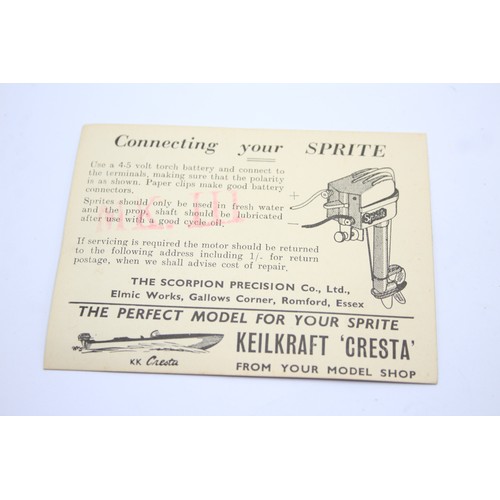 Connecting your SPRITE
Use a 4-5 volt torch battery and connect to
the terminals, making sure that the polarity
is as shown. Paper clips make good battery
connectors.
Sprites should only be used in fresh water
and the prop. shaft should be lubricated
after use with a good cycle oil.
MK. III
If servicing is required the motor should be returned
to the following address including 1/- for return
postage, when we shall advise cost of repair.
+
-
Sprite
THE SCORPION PRECISION Co., Ltd.,
Elmic Works, Gallows Corner, Romford, Essex
THE PERFECT MODEL FOR YOUR SPRITE
KK Cresta
KEILKRAFT 'CRESTA'
FROM YOUR MODEL SHOP